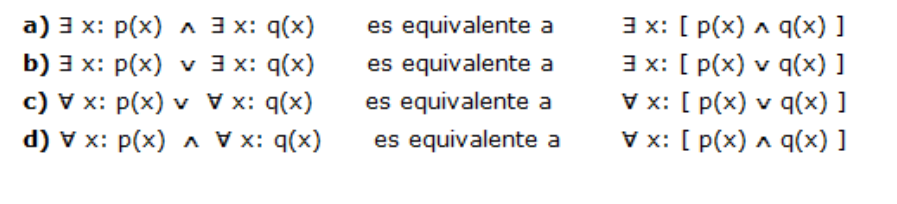 a) ∃ x: p(x) ∧ ∃ x: q(x) es equivalente a ∃ x: [ p(x) ∧ q(x) ]
b) ∃ x: p(x) ∨ ∃ x: q(x) es equivalente a ∃ x: [ p(x) ∨ q(x) ]
c) ∀ x: p(x) ∨ ∀ x: q(x) es equivalente a ∀ x: [ p(x) ∨ q(x) ]
d) ∀ x: p(x) ∧ ∀ x: q(x) es equivalente a ∀ x: [ p(x) ∧ q(x) ]